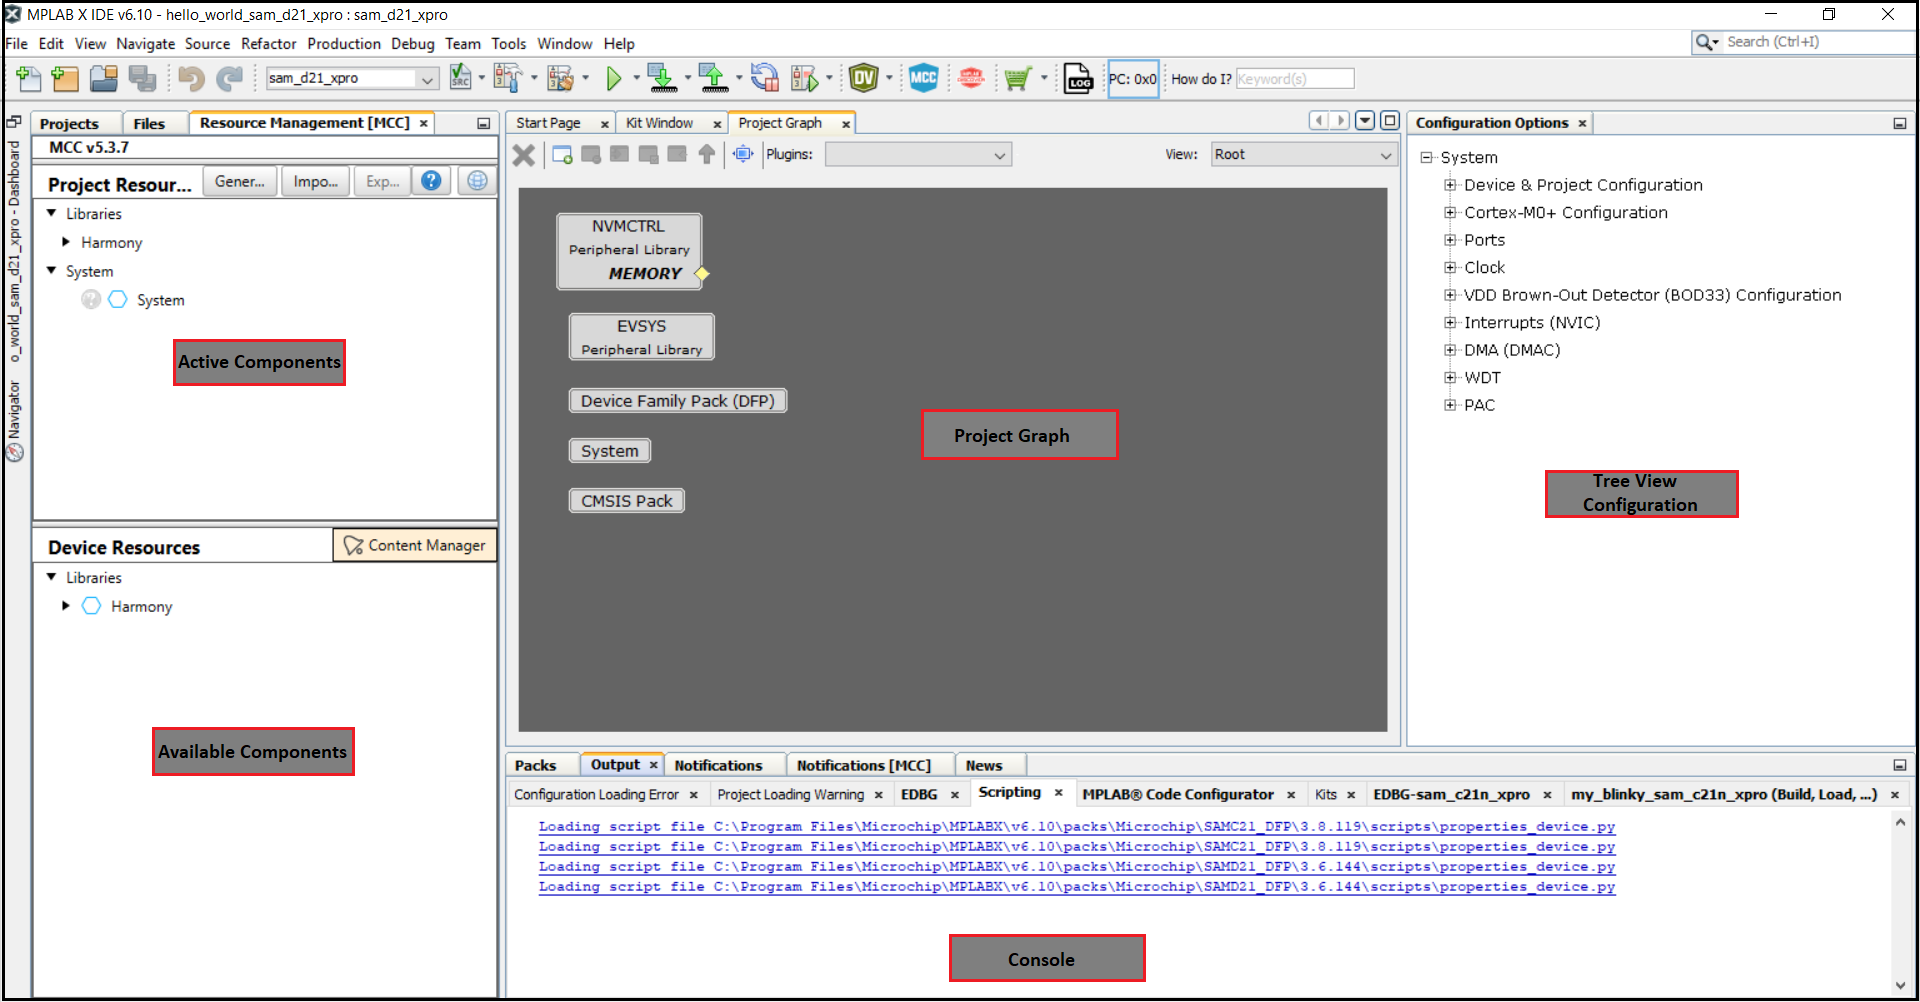 MPLAB X IDE v6.10 - hello_world_sam_d21_xpro : sam_d21_xpro
File Edit View Navigate Source Refactor Production Debug Team Tools Window Help
Search (Ctrl+I)
sam_d21_xpro
SRC
DV
MCC
LOG
PC: 0x0
How do I? Keyword(s)
Projects Files Resource Management [MCC]
MCC v5.3.7
Project Resour... Gener... Impo... Exp... ?
Libraries
Harmony
System
System
Active Components
Device Resources Content Manager
Libraries
Harmony
Available Components
o_world_sam_d21_xpro - Dashboard
Navigator
Start Page Kit Window Project Graph
Plugins: View: Root
NVMCTRL
Peripheral Library
MEMORY
EVSYS
Peripheral Library
Device Family Pack (DFP)
System
CMSIS Pack
Project Graph
Configuration Options
System
Device & Project Configuration
Cortex-M0+ Configuration
Ports
Clock
VDD Brown-Out Detector (BOD33) Configuration
Interrupts (NVIC)
DMA (DMAC)
WDT
PAC
Tree View
Configuration
Packs Output Notifications Notifications [MCC] News
Configuration Loading Error Project Loading Warning EDBG Scripting MPLAB® Code Configurator Kits EDBG-sam_c21n_xpro my_blinky_sam_c21n_xpro (Build, Load, ...)
Loading script file C:\Program Files\Microchip\MPLABX\v6.10\packs\Microchip\SAMC21_DFP\3.8.119\scripts\properties_device.py
Loading script file C:\Program Files\Microchip\MPLABX\v6.10\packs\Microchip\SAMC21_DFP\3.8.119\scripts\properties_device.py
Loading script file C:\Program Files\Microchip\MPLABX\v6.10\packs\Microchip\SAMD21_DFP\3.6.144\scripts\properties_device.py
Loading script file C:\Program Files\Microchip\MPLABX\v6.10\packs\Microchip\SAMD21_DFP\3.6.144\scripts\properties_device.py
Console